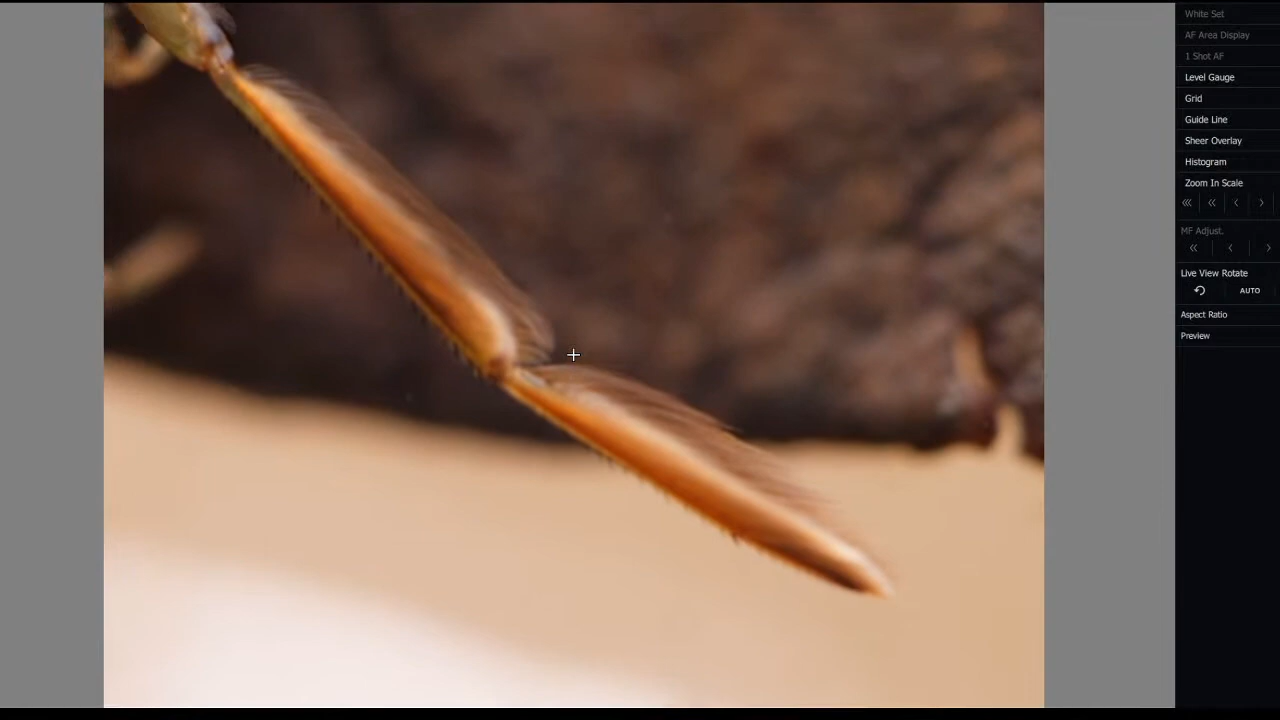 White Set
AF Area Display
1 Shot AF
Level Gauge
Grid
Guide Line
Sheer Overlay
Histogram
Zoom In Scale
MF Adjust.
Live View Rotate
AUTO
Aspect Ratio
Preview